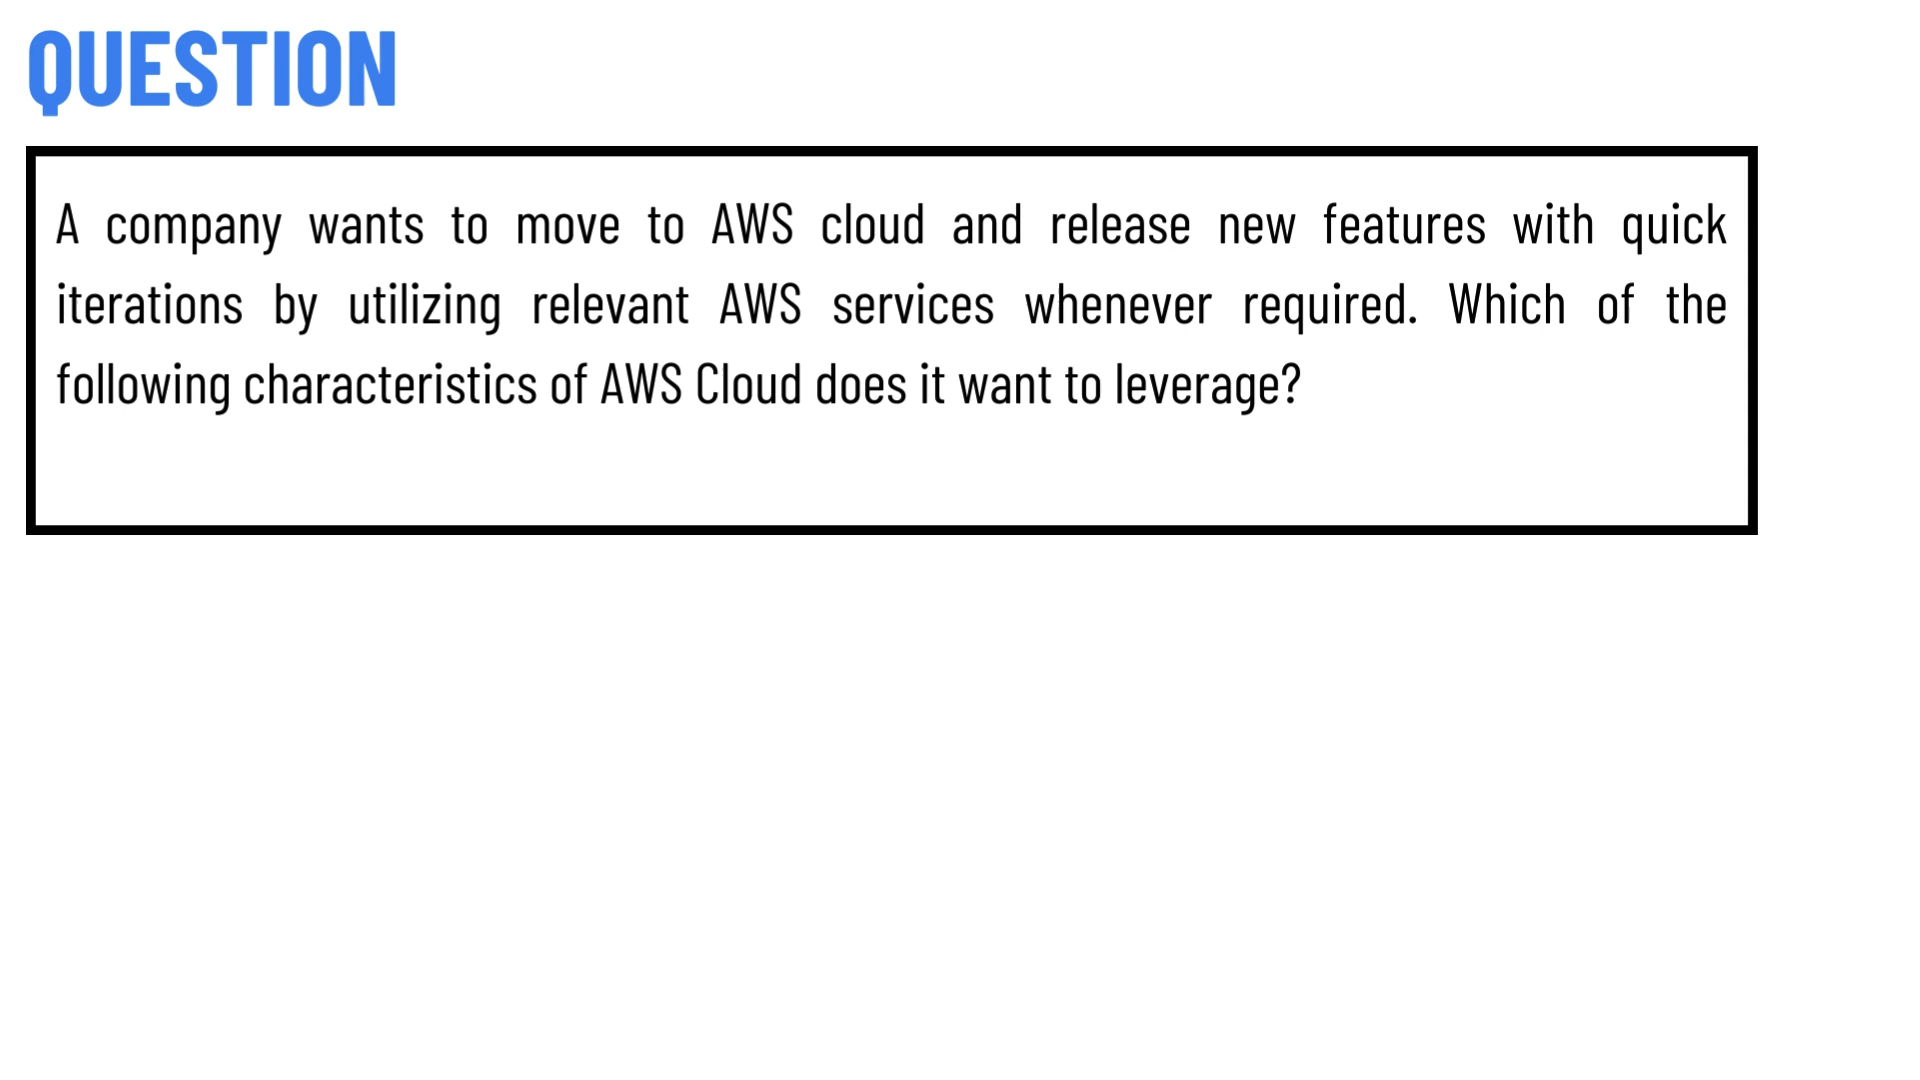 QUESTION
A company wants to move to AWS cloud and release new features with quick
iterations by utilizing relevant AWS services whenever required. Which of the
following characteristics of AWS Cloud does it want to leverage?